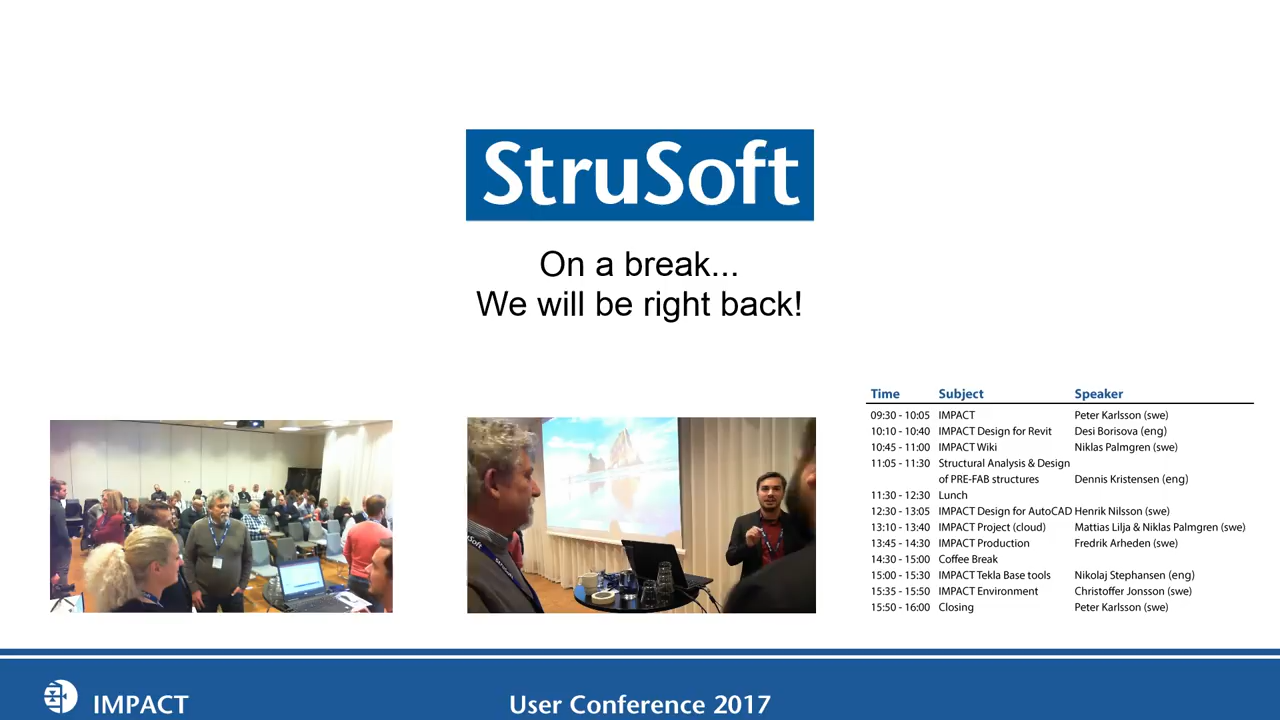 StruSoft
On a break...
We will be right back!
Time Subject Speaker
09:30 - 10:05 IMPACT Peter Karlsson (swe)
10:10 - 10:40 IMPACT Design for Revit Desi Borisova (eng)
10:45 - 11:00 IMPACT Wiki Niklas Palmgren (swe)
11:05 - 11:30 Structural Analysis & Design
of PRE-FAB structures Dennis Kristensen (eng)
11:30 - 12:30 Lunch
12:30 - 13:05 IMPACT Design for AutoCAD Henrik Nilsson (swe)
13:10 - 13:40 IMPACT Project (cloud) Mattias Lilja & Niklas Palmgren (swe)
13:45 - 14:30 IMPACT Production Fredrik Arheden (swe)
14:30 - 15:00 Coffee Break
15:00 - 15:30 IMPACT Tekla Base tools Nikolaj Stephansen (eng)
15:35 - 15:50 IMPACT Environment Christoffer Jonsson (swe)
15:50 - 16:00 Closing Peter Karlsson (swe)
IMPACT
User Conference 2017